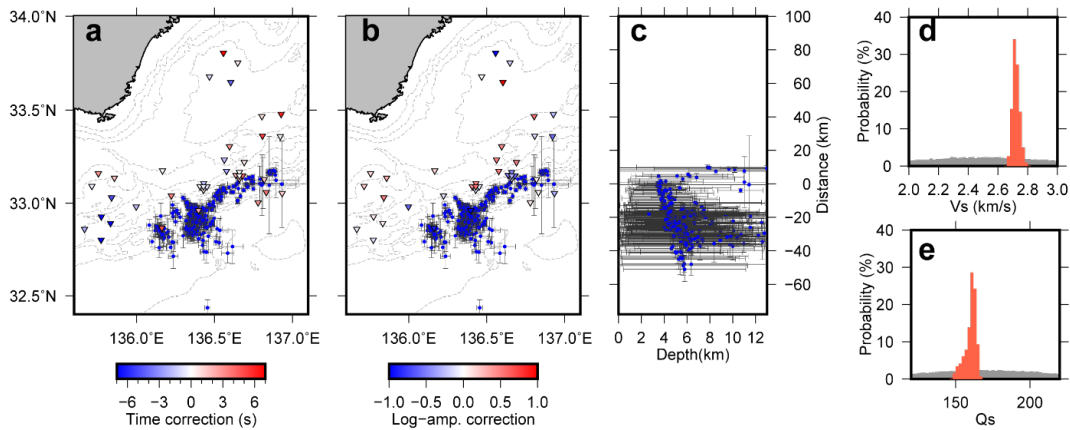 a
b
c
d
e
34.0˚N
33.5˚N
33.0˚N
32.5˚N
136.0˚E
136.5˚E
137.0˚E
136.0˚E
136.5˚E
137.0˚E
−6
−3
0
3
6
Time correction (s)
−1.0
−0.5
0.0
0.5
1.0
Log−amp. correction
0
2
4
6
8
10
12
Depth(km)
100
80
60
40
20
0
−20
−40
−60
Distance (km)
40
30
20
10
0
Probability (%)
2.0
2.2
2.4
2.6
2.8
3.0
Vs (km/s)
40
30
20
10
0
Probability (%)
150
200
Qs